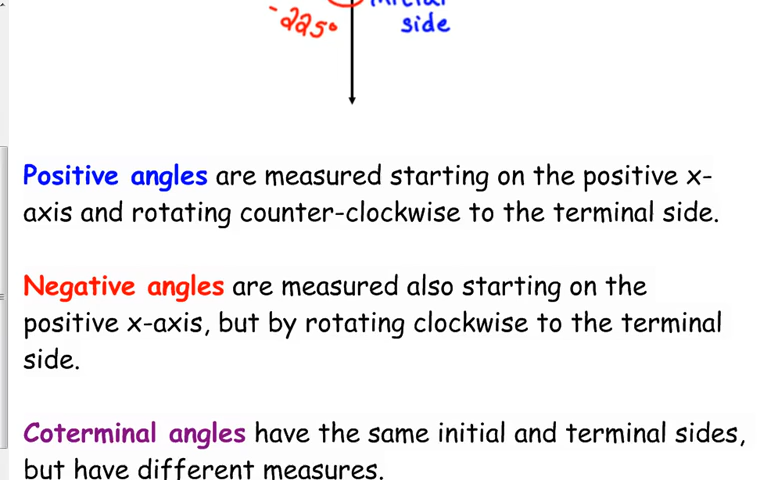 -225°
initial
side
Positive angles are measured starting on the positive x-
axis and rotating counter-clockwise to the terminal side.
Negative angles are measured also starting on the
positive x-axis, but by rotating clockwise to the terminal
side.
Coterminal angles have the same initial and terminal sides,
but have different measures.